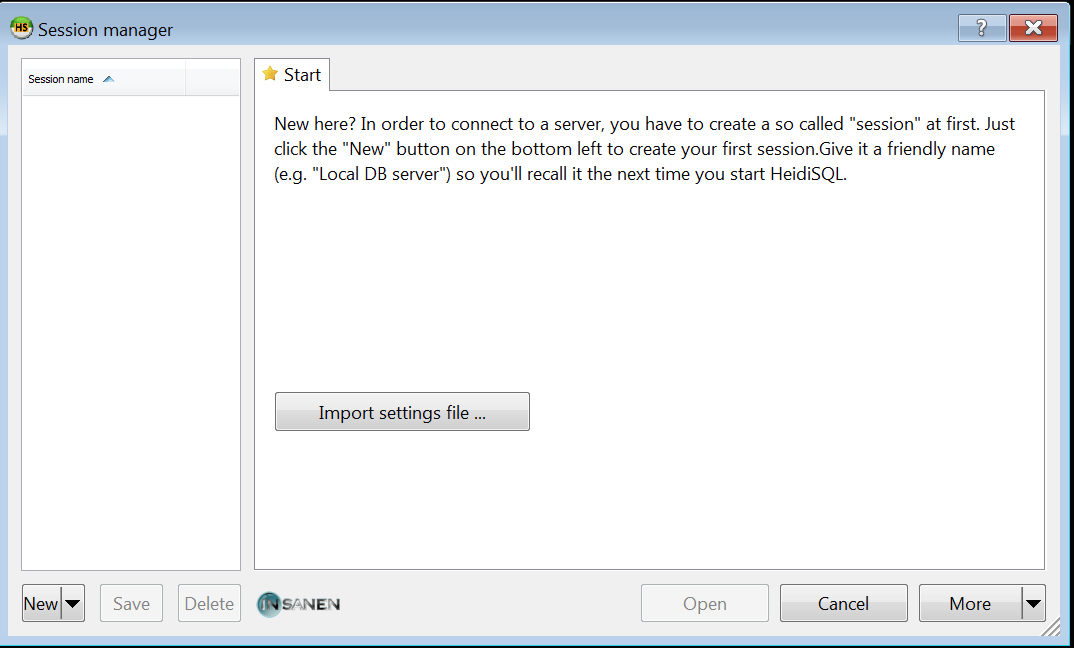 HS Session manager ?
Session name
Start
New here? In order to connect to a server, you have to create a so called "session" at first. Just
click the "New" button on the bottom left to create your first session.Give it a friendly name
(e.g. "Local DB server") so you'll recall it the next time you start HeidiSQL.
Import settings file ...
New Save Delete INSANEN Open Cancel More